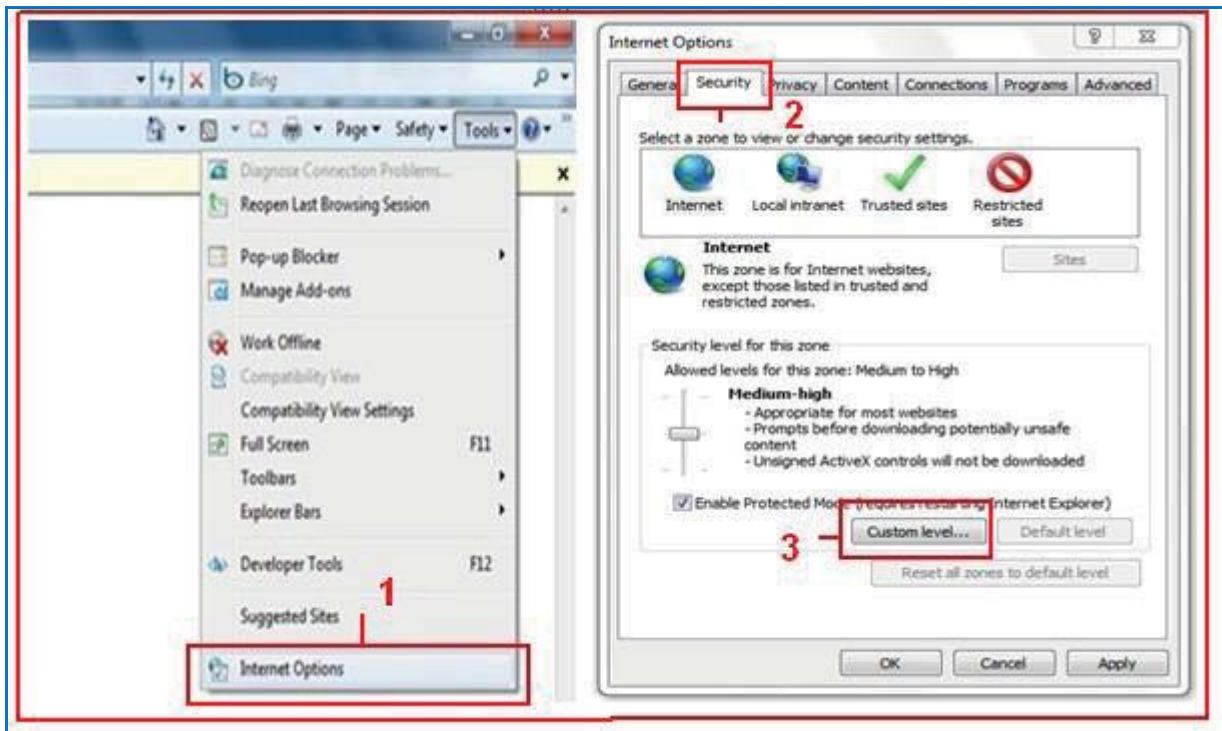 Bing
Page Safety Tools
Diagnose Connection Problems...
Reopen Last Browsing Session
Pop-up Blocker
Manage Add-ons
Work Offline
Compatibility View
Compatibility View Settings
Full Screen F11
Toolbars
Explorer Bars
Developer Tools F12
1
Suggested Sites
Internet Options
Internet Options
General Security Privacy Content Connections Programs Advanced
2
Select a zone to view or change security settings.
Internet Local intranet Trusted sites Restricted
sites
Internet
Sites
This zone is for Internet websites,
except those listed in trusted and
restricted zones.
Security level for this zone
Allowed levels for this zone: Medium to High
Medium-high
- Appropriate for most websites
- Prompts before downloading potentially unsafe
content
- Unsigned ActiveX controls will not be downloaded
Enable Protected Mode (requires restarting Internet Explorer)
3
Custom level... Default level
Reset all zones to default level
OK Cancel Apply